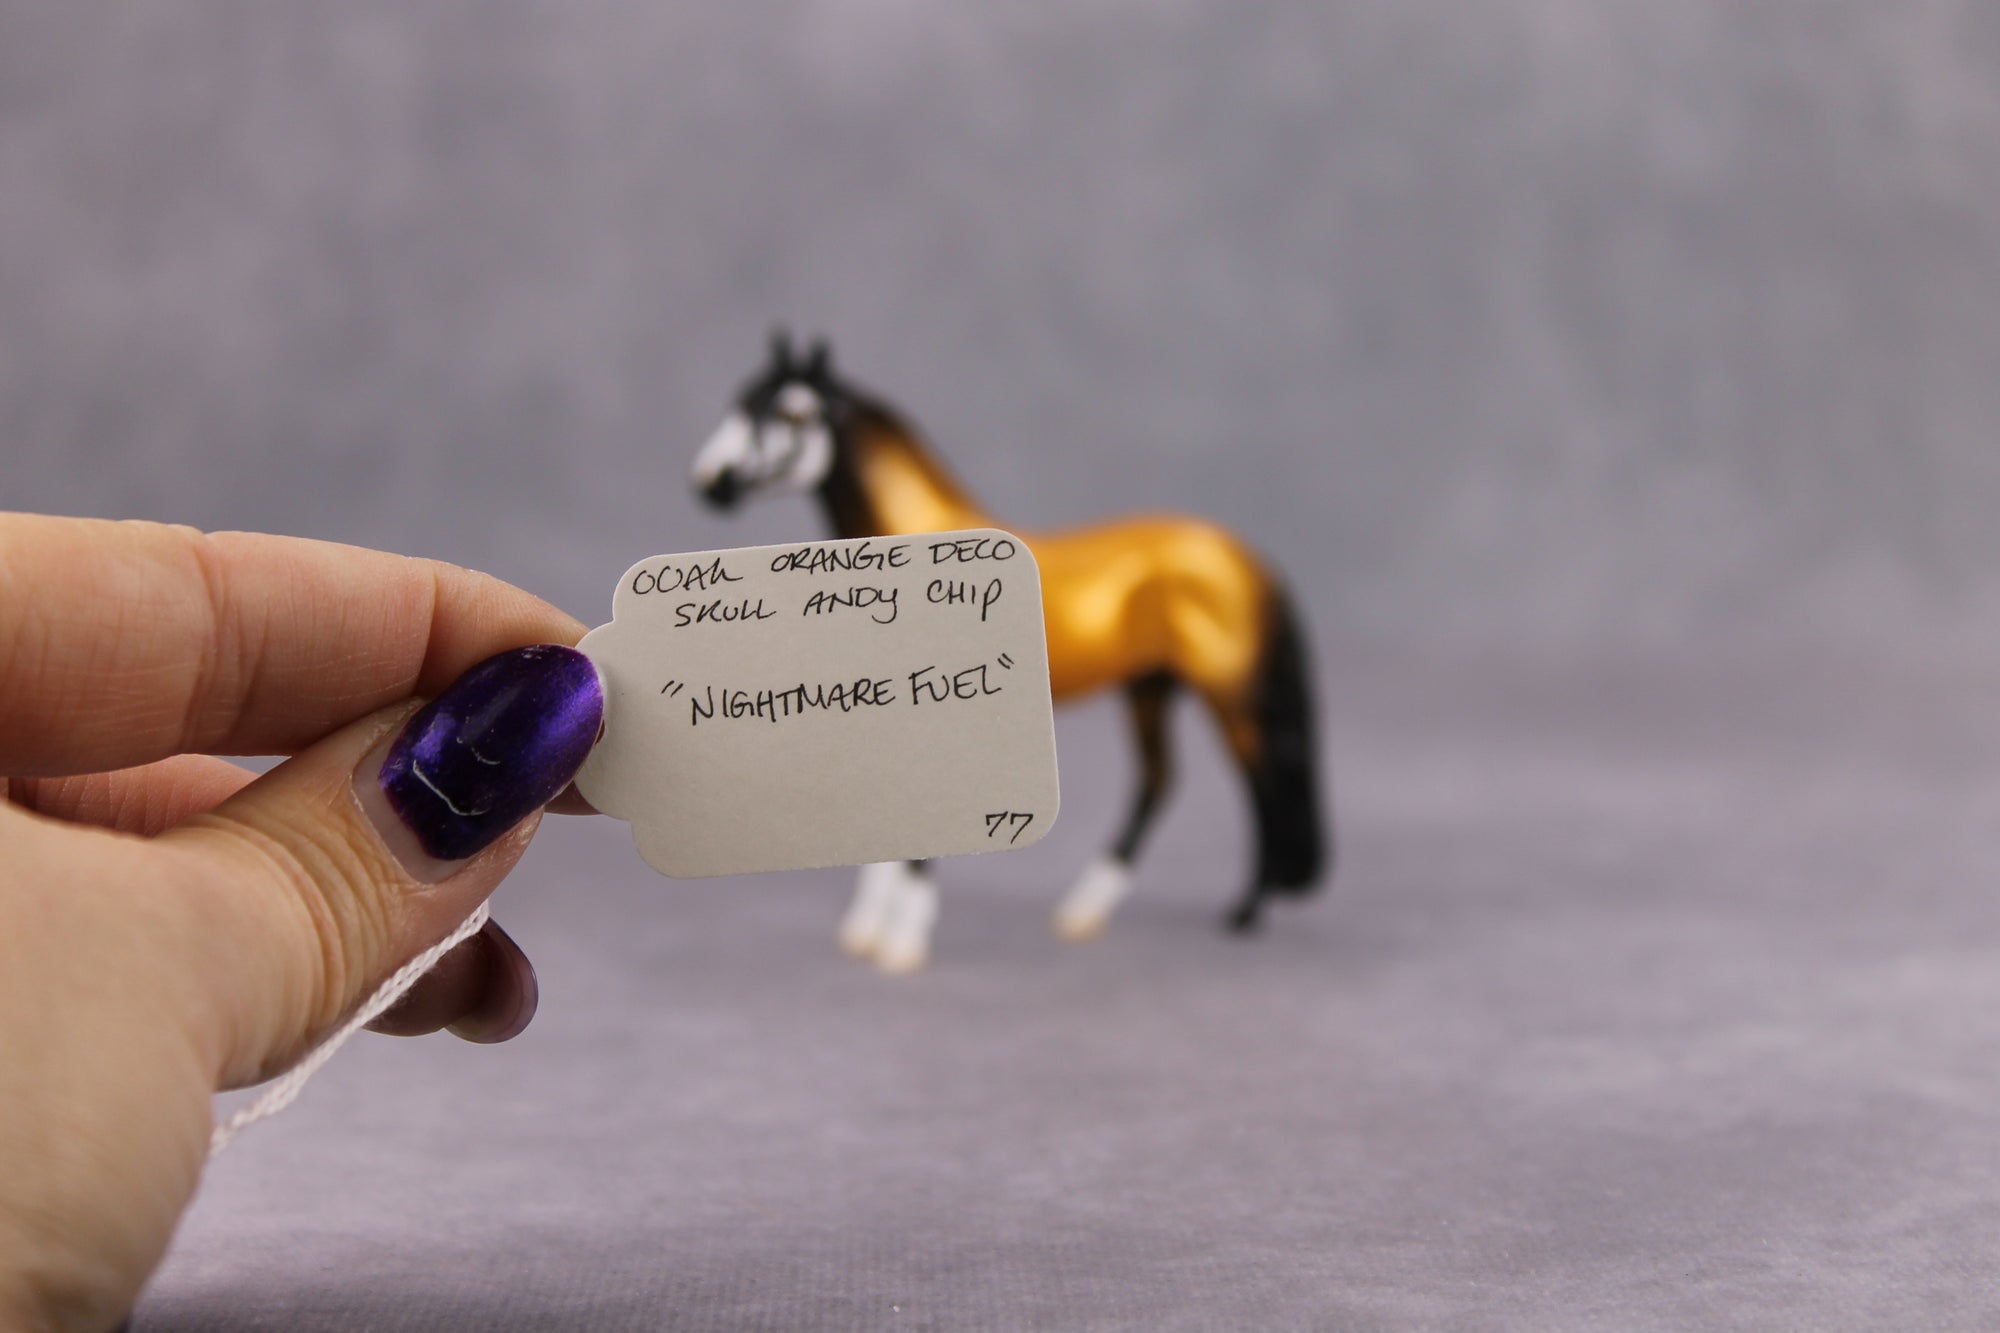 OOAK ORANGE DECO
SKULL ANDY CHIP
"NIGHTMARE FUEL"
77